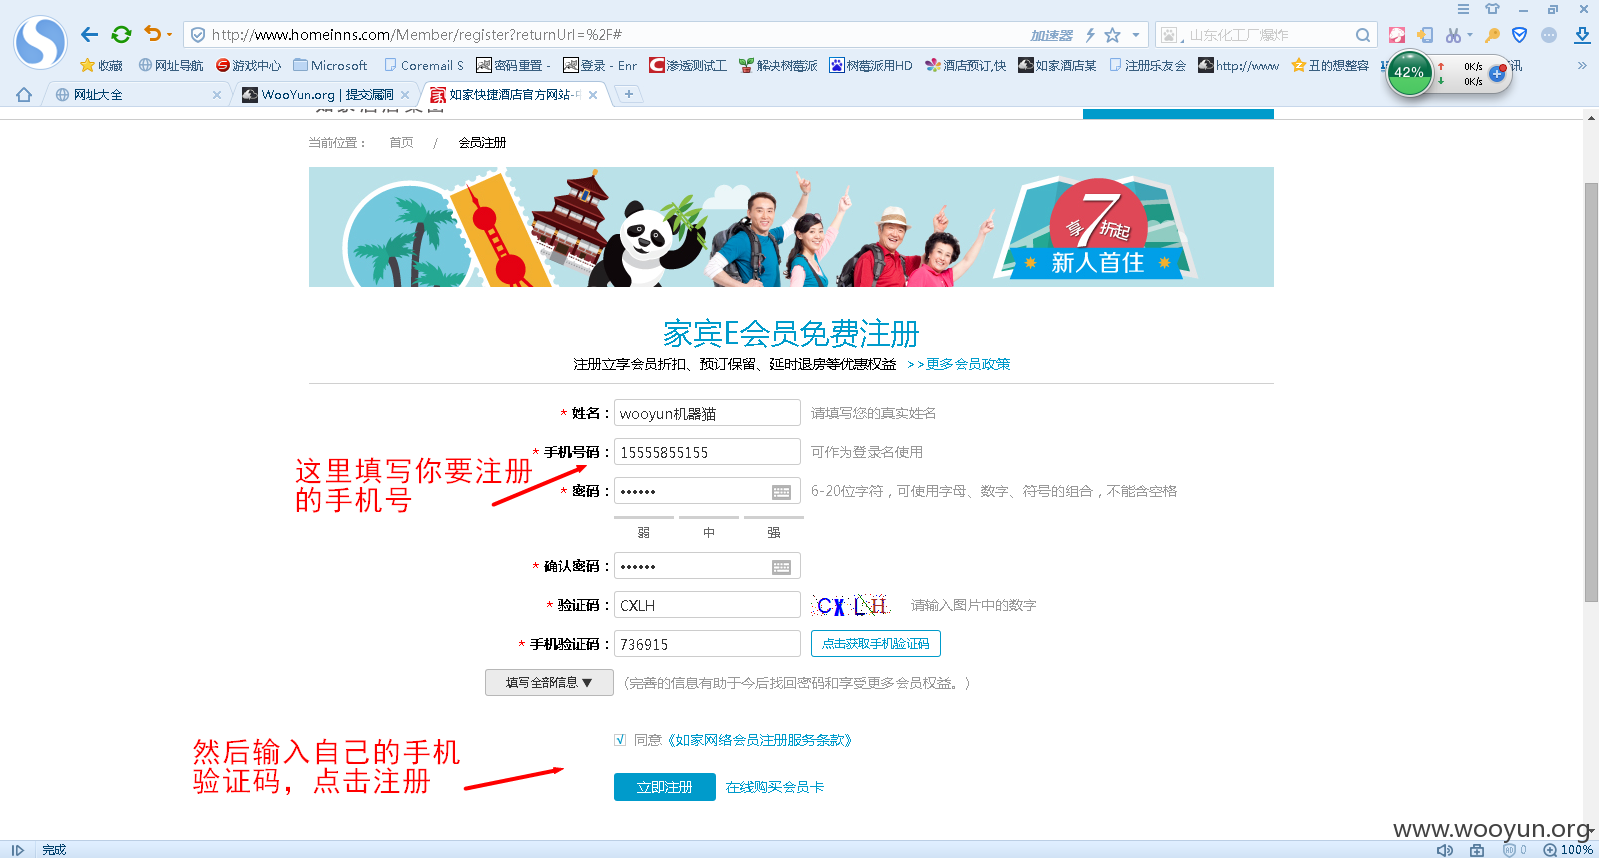 http://www.homeinns.com/Member/register?returnUrl=%2F#
加速器
山东化工厂爆炸
收藏 网址导航 游戏中心 Microsoft Coremail S 密码重置 - 登录 - Enr 渗透测试工 解决树莓派 树莓派用HD 酒店预订,快 如家酒店某 注册乐友会 http://www 丑的想整容
42% 0K/s
0K/s
网址大全 WooYun.org | 提交漏洞 如家快捷酒店官方网站-
当前位置： 首页 / 会员注册
享7折起
新人首住
家宾E会员免费注册
注册立享会员折扣、预订保留、延时退房等优惠权益 >>更多会员政策
* 姓名： wooyun机器猫 请填写您的真实姓名
* 手机号码： 15555855155 可作为登录名使用
这里填写你要注册
的手机号
* 密码： •••••• 6-20位字符，可使用字母、数字、符号的组合，不能含空格
弱 中 强
* 确认密码： ••••••
* 验证码： CXLH CXLH 请输入图片中的数字
* 手机验证码： 736915 点击获取手机验证码
填写全部信息▼ （完善的信息有助于今后找回密码和享受更多会员权益。）
同意《如家网络会员注册服务条款》
然后输入自己的手机
验证码，点击注册
立即注册 在线购买会员卡
www.wooyun.org
完成 0 100%